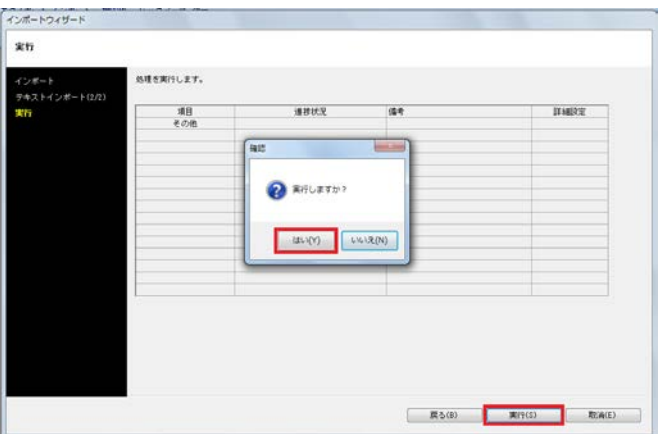 インポートウィザード
実行
インポート
テキストインポート(2/2)
実行
処理を実行します。
項目 進捗状況 備考 詳細設定
その他
確認
実行しますか？
はい(Y) いいえ(N)
戻る(B) 実行(S) 取消(E)